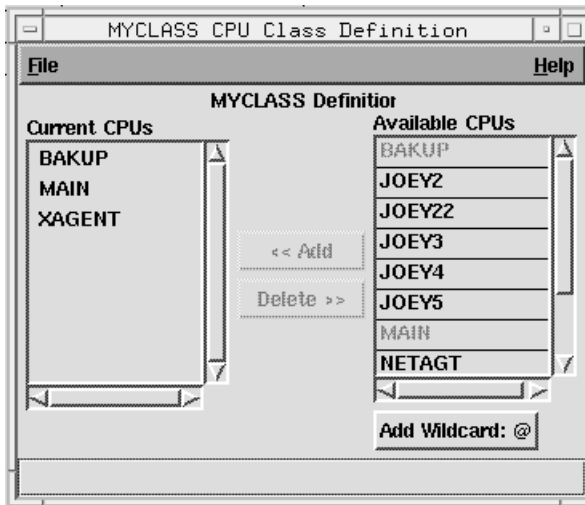 MYCLASS CPU Class Definition
File Help
MYCLASS Definitior
Current CPUs
BAKUP
MAIN
XAGENT
<< Add
Delete >>
Available CPUs
BAKUP
JOEY2
JOEY22
JOEY3
JOEY4
JOEY5
MAIN
NETAGT
Add Wildcard: @